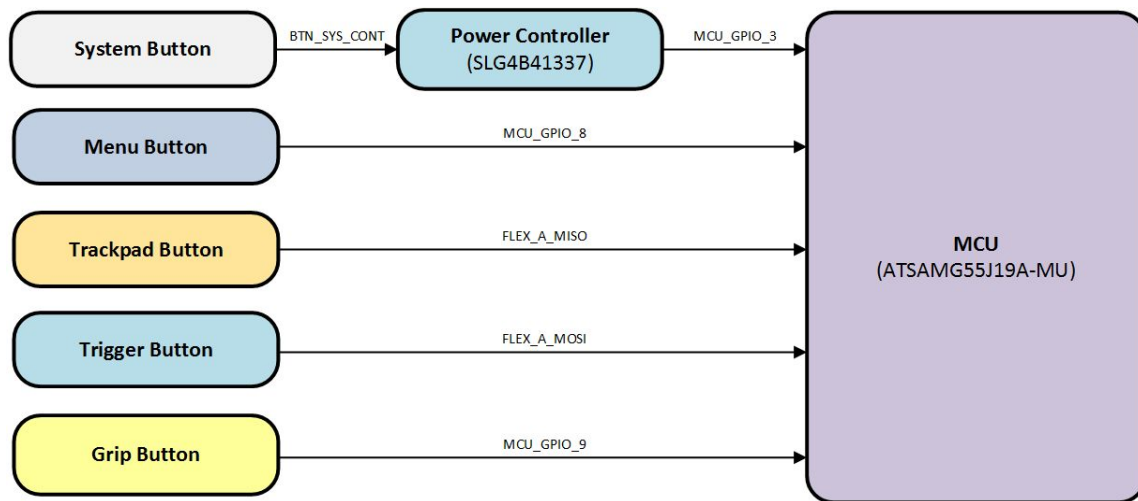 System Button
BTN_SYS_CONT
Power Controller
(SLG4B41337)
MCU_GPIO_3
Menu Button
MCU_GPIO_8
Trackpad Button
FLEX_A_MISO
MCU
(ATSAMG55J19A-MU)
Trigger Button
FLEX_A_MOSI
Grip Button
MCU_GPIO_9